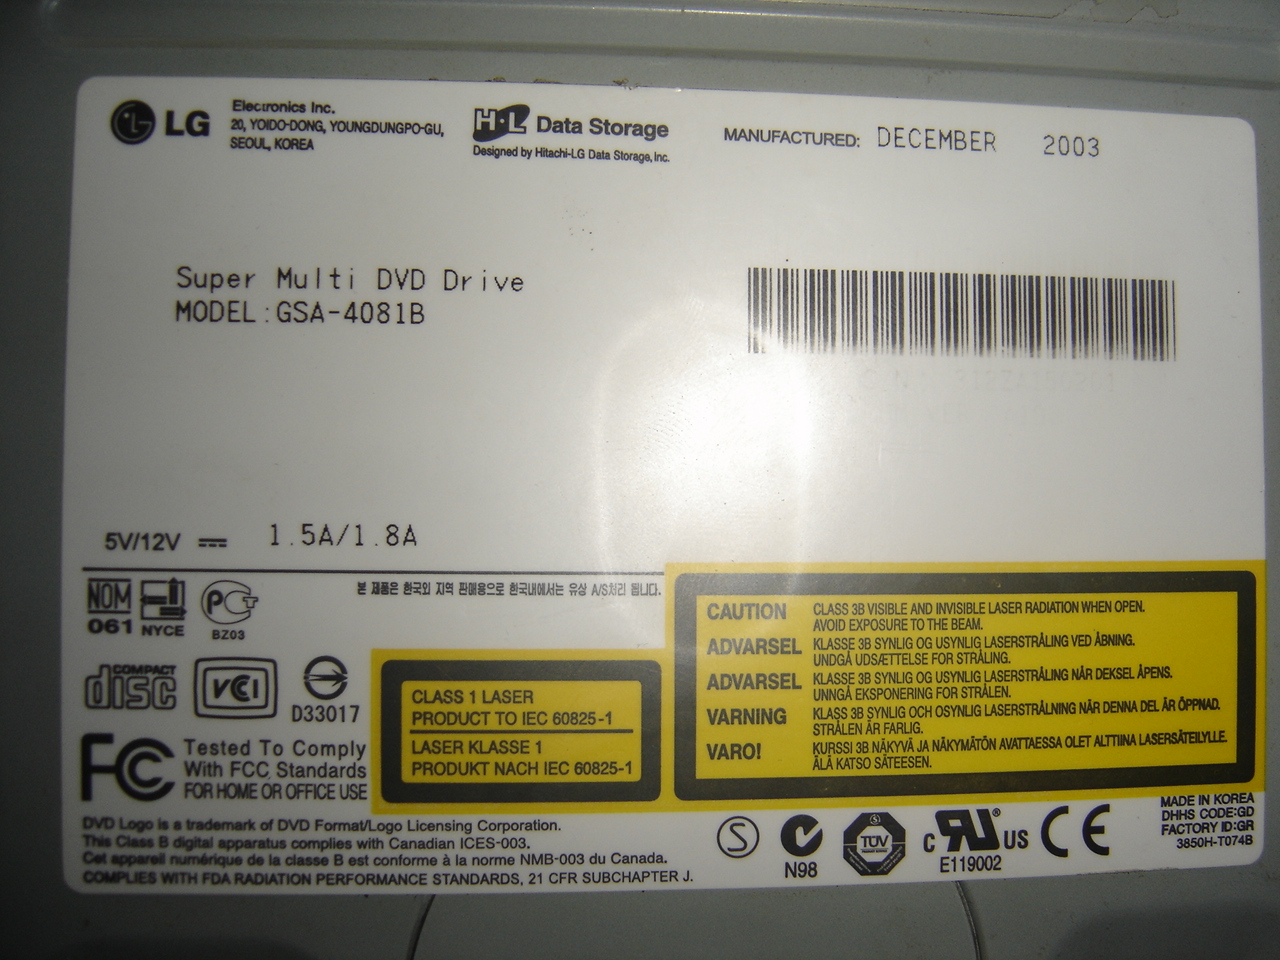 LG
Electronics Inc.
20, YOIDO-DONG, YOUNGDUNGPO-GU,
SEOUL, KOREA
H·L Data Storage
Designed by Hitachi-LG Data Storage, Inc.
MANUFACTURED: DECEMBER 2003
Super Multi DVD Drive
MODEL:GSA-4081B
5V/12V 1.5A/1.8A
본 제품은 한국외 지역 판매용으로 한국내에서는 유상 A/S처리 됩니다.
NOM
061
NYCE
PCT
BZ03
COMPACT
disc
VCI
D33017
FC
Tested To Comply
With FCC Standards
FOR HOME OR OFFICE USE
CLASS 1 LASER
PRODUCT TO IEC 60825-1
LASER KLASSE 1
PRODUKT NACH IEC 60825-1
CAUTION CLASS 3B VISIBLE AND INVISIBLE LASER RADIATION WHEN OPEN.
AVOID EXPOSURE TO THE BEAM.
ADVARSEL KLASSE 3B SYNLIG OG USYNLIG LASERSTRÅLING VED ÅBNING.
UNDGÅ UDSÆTTELSE FOR STRÅLING.
ADVARSEL KLASSE 3B SYNLIG OG USYNLIG LASERSTRÅLING NÅR DEKSEL ÅPENS.
UNNGÅ EKSPONERING FOR STRÅLEN.
VARNING KLASS 3B SYNLIG OCH OSYNLIG LASERSTRÅLNING NÄR DENNA DEL ÄR ÖPPNAD.
STRÅLEN ÄR FARLIG.
VARO! KURSSI 3B NÄKYVÄ JA NÄKYMÄTÖN AVATTAESSA OLET ALTTIINA LASERSÄTEILYLLE.
ÄLÄ KATSO SÄTEESEN.
DVD Logo is a trademark of DVD Format/Logo Licensing Corporation.
This Class B digital apparatus complies with Canadian ICES-003.
Cet appareil numérique de la classe B est conforme à la norme NMB-003 du Canada.
COMPLIES WITH FDA RADIATION PERFORMANCE STANDARDS, 21 CFR SUBCHAPTER J.
S
N98
TÜV
C UR US
E119002
CE
MADE IN KOREA
DHHS CODE:GD
FACTORY ID:GR
3850H-T074B